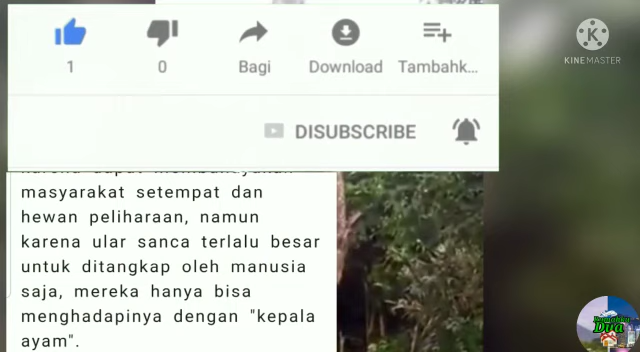 1
0
Bagi
Download
Tambahk...
KINEMASTER
DISUBSCRIBE
masyarakat setempat dan
hewan peliharaan, namun
karena ular sanca terlalu besar
untuk ditangkap oleh manusia
saja, mereka hanya bisa
menghadapinya dengan "kepala
ayam".
Dya